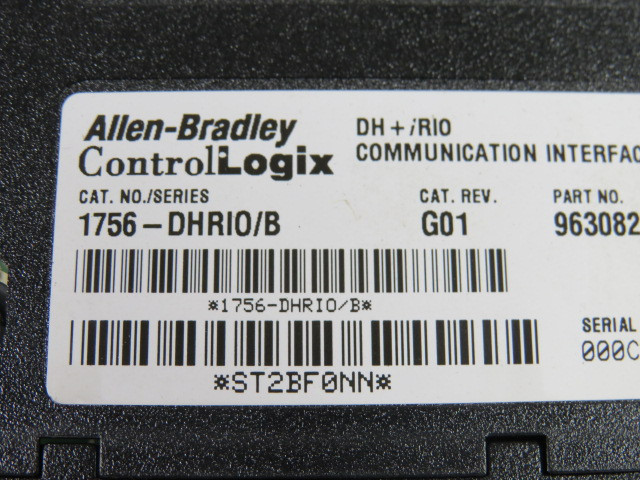 Allen-Bradley
ControlLogix
DH+/RIO
COMMUNICATION INTERFAC
CAT. NO./SERIES
1756-DHRIO/B
CAT. REV.
G01
PART NO.
963082
*1756-DHRIO/B*
SERIAL
000C
*ST2BF0NN*